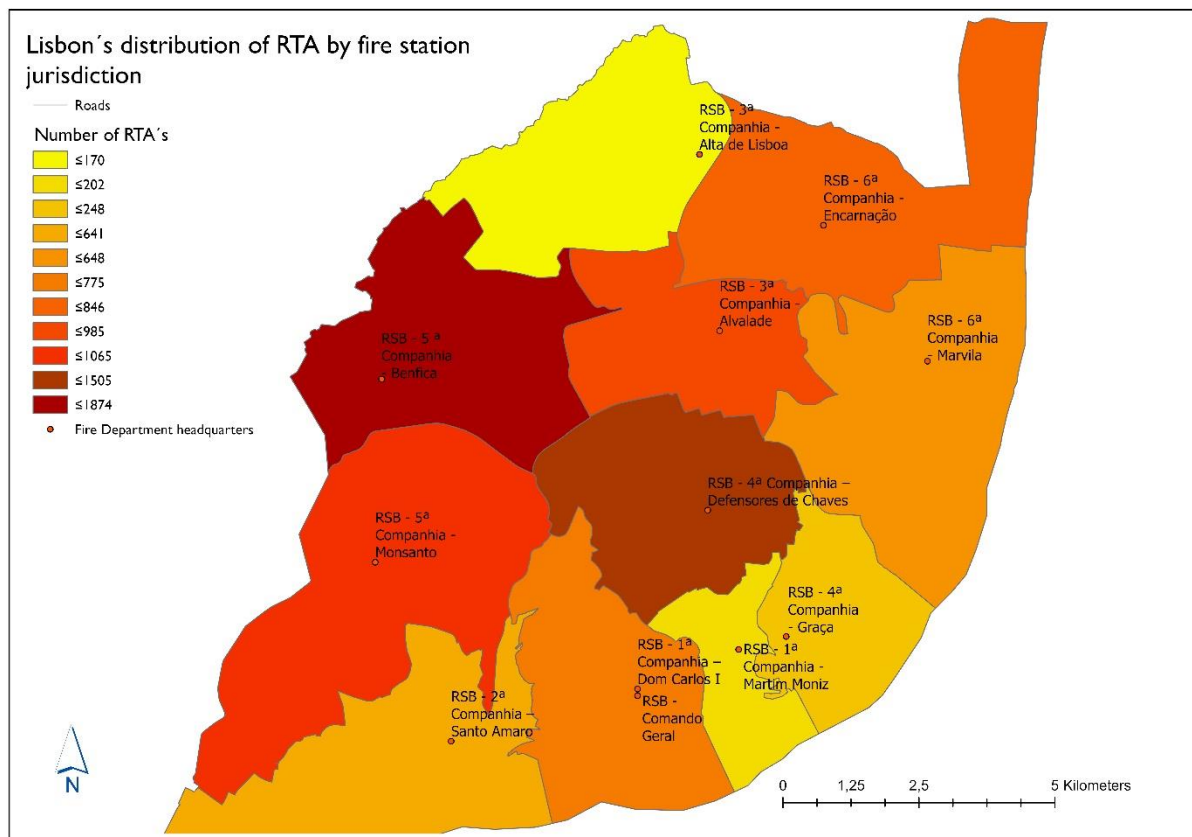 Lisbon´s distribution of RTA by fire station
jurisdiction
Roads
Number of RTA´s
≤170
≤202
≤248
≤641
≤648
≤775
≤846
≤985
≤1065
≤1505
≤1874
Fire Department headquarters
RSB - 3ª
Companhia -
Alta de Lisboa
RSB - 6ª
Companhia -
Encarnação
RSB - 3ª
Companhia -
Alvalade
RSB - 6ª
Companhia
- Marvila
RSB - 5 ª
Companhia
- Benfica
RSB - 4ª Companhia –
Defensores de Chaves
RSB - 5ª
Companhia -
Monsanto
RSB - 4ª
Companhia
- Graça
RSB - 1ª
Companhia –
Dom Carlos I
RSB - 1ª
Companhia -
Martim Moniz
RSB -
Comando
Geral
RSB - 2ª
Companhia –
Santo Amaro
N
0 1,25 2,5 5 Kilometers